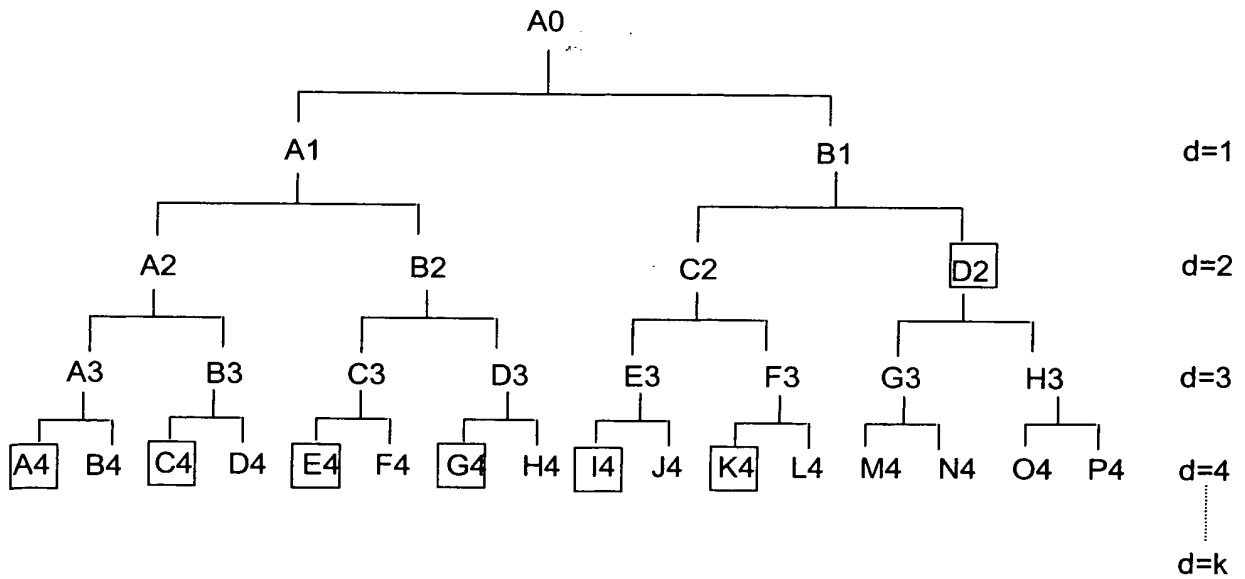 A0
A1 B1 d=1
A2 B2 C2 D2 d=2
A3 B3 C3 D3 E3 F3 G3 H3 d=3
A4 B4 C4 D4 E4 F4 G4 H4 I4 J4 K4 L4 M4 N4 O4 P4 d=4
d=k